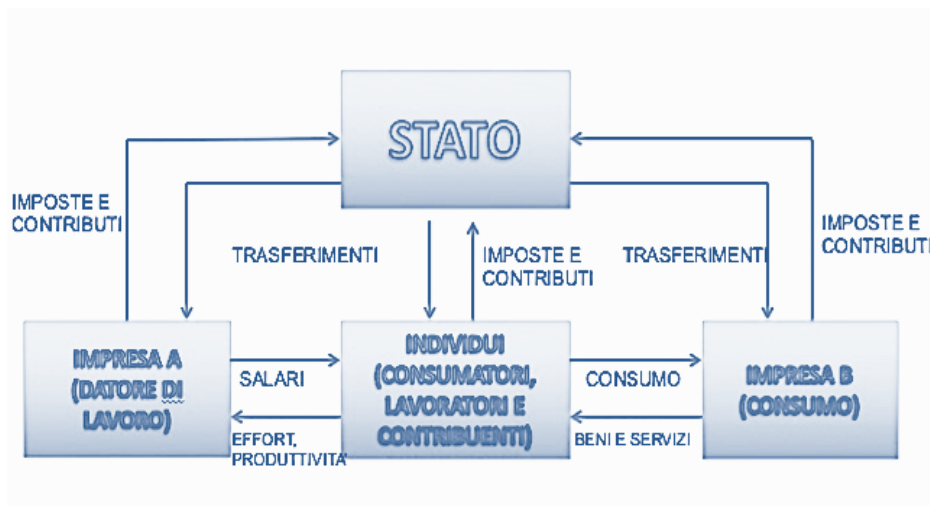 STATO
IMPOSTE E
CONTRIBUTI
IMPOSTE E
CONTRIBUTI
TRASFERIMENTI
IMPOSTE E
CONTRIBUTI
TRASFERIMENTI
IMPRESA A
(DATORE DI
LAVORO)
SALARI
EFFORT,
PRODUTTIVITA'
INDIVIDUI
(CONSUMATORI,
LAVORATORI E
CONTRIBUENTI)
CONSUMO
BENI E SERVIZI
IMPRESA B
(CONSUMO)